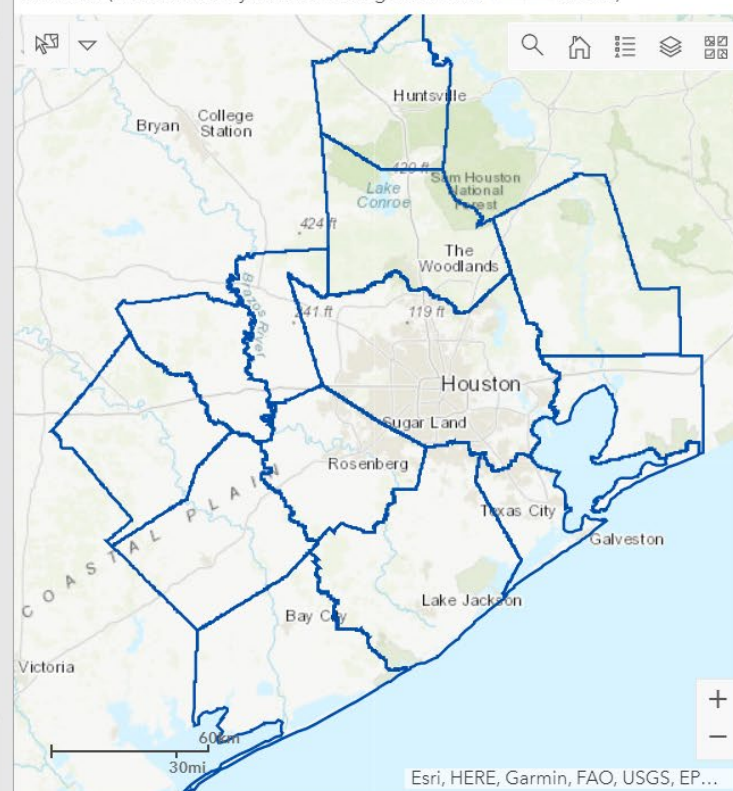 Huntsville
College
Station
Bryan
420 ft
Sam Houston
National
Forest
Lake
Conroe
424 ft
The
Woodlands
Brazos River
241 ft
119 ft
Houston
Sugar Land
Rosenberg
Texas City
Galveston
COASTAL PLAIN
Lake Jackson
Bay City
Victoria
60km
30mi
+
−
Esri, HERE, Garmin, FAO, USGS, EP...